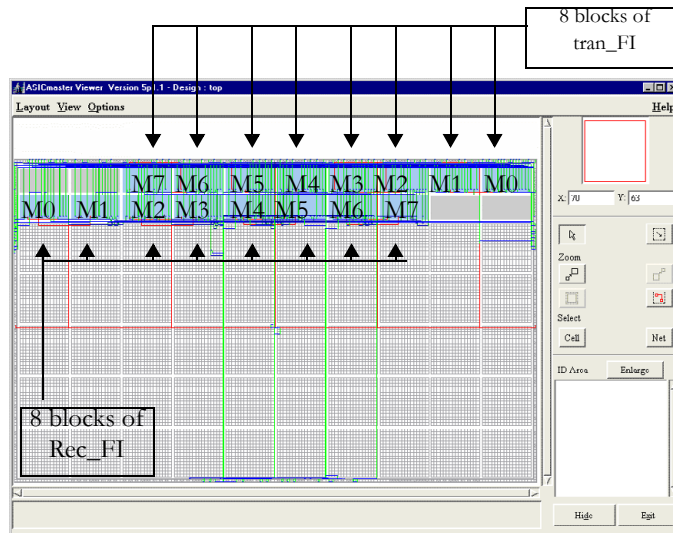 8 blocks of
tran_FI
ASICmaster Viewer Version 5p1.1 - Design : top
Layout View Options Help
M7 M6 M5 M4 M3 M2 M1 M0
M0 M1 M2 M3 M4 M5 M6 M7
X: 70 Y: 63
Zoom
Select
Cell Net
ID Area Enlarge
8 blocks of
Rec_FI
Hide Exit